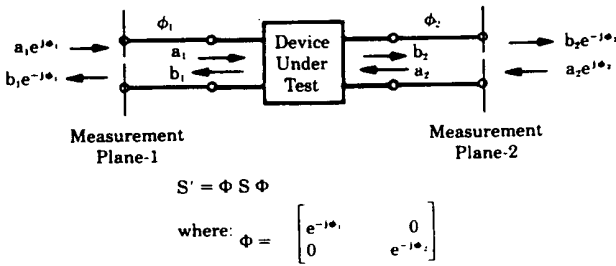 ϕ₁ ϕ₂
a₁e^{jϕ₁} a₁ Device b₂ b₂e^{-jϕ₂}
b₁e^{-jϕ₁} b₁ Under a₂ a₂e^{jϕ₂}
Test
Measurement Measurement
Plane-1 Plane-2
S' = Φ S Φ
where: Φ = [e^{-jϕ₁} 0
0 e^{-jϕ₂}]